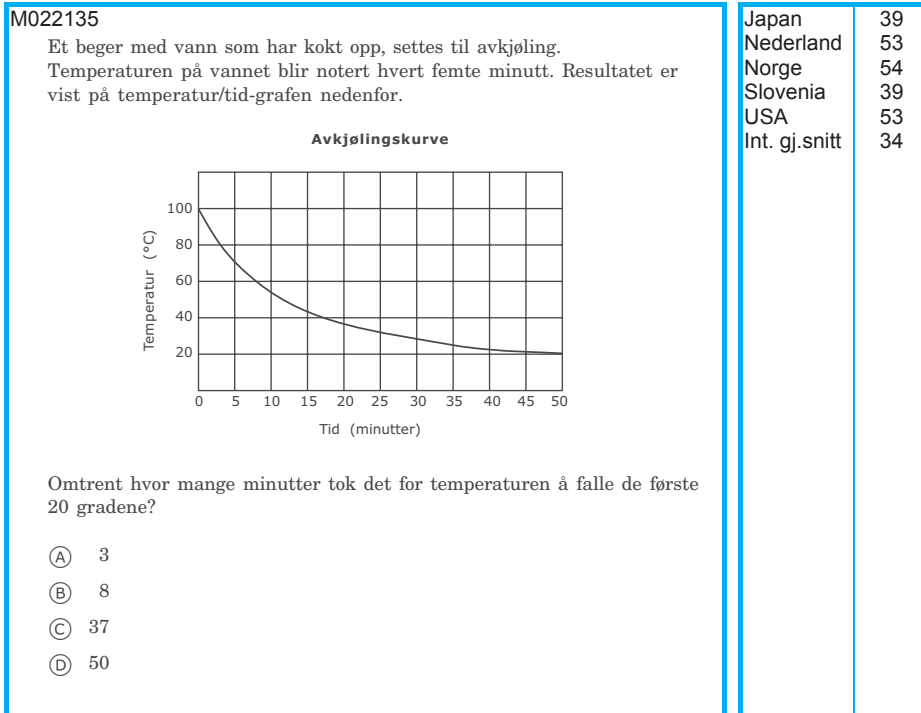 M022135
Et beger med vann som har kokt opp, settes til avkjøling.
Temperaturen på vannet blir notert hvert femte minutt. Resultatet er
vist på temperatur/tid-grafen nedenfor.
Avkjølingskurve
Temperatur (°C)
100
80
60
40
20
0 5 10 15 20 25 30 35 40 45 50
Tid (minutter)
Omtrent hvor mange minutter tok det for temperaturen å falle de første
20 gradene?
A 3
B 8
C 37
D 50
Japan 39
Nederland 53
Norge 54
Slovenia 39
USA 53
Int. gj.snitt 34